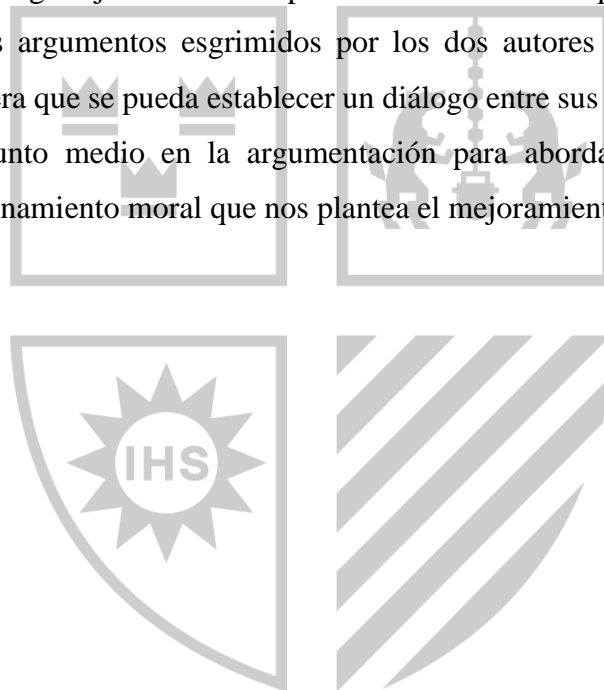 s argumentos esgrimidos por los dos autores
era que se pueda establecer un diálogo entre sus
unto medio en la argumentación para aborda
namiento moral que nos plantea el mejoramient
IHS